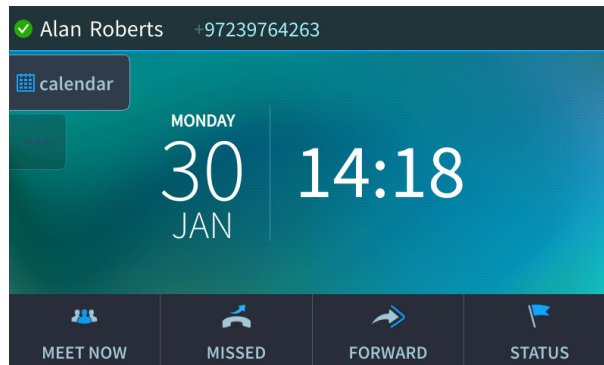 Alan Roberts +97239764263
calendar
MONDAY
30
JAN
14:18
MEET NOW MISSED FORWARD STATUS